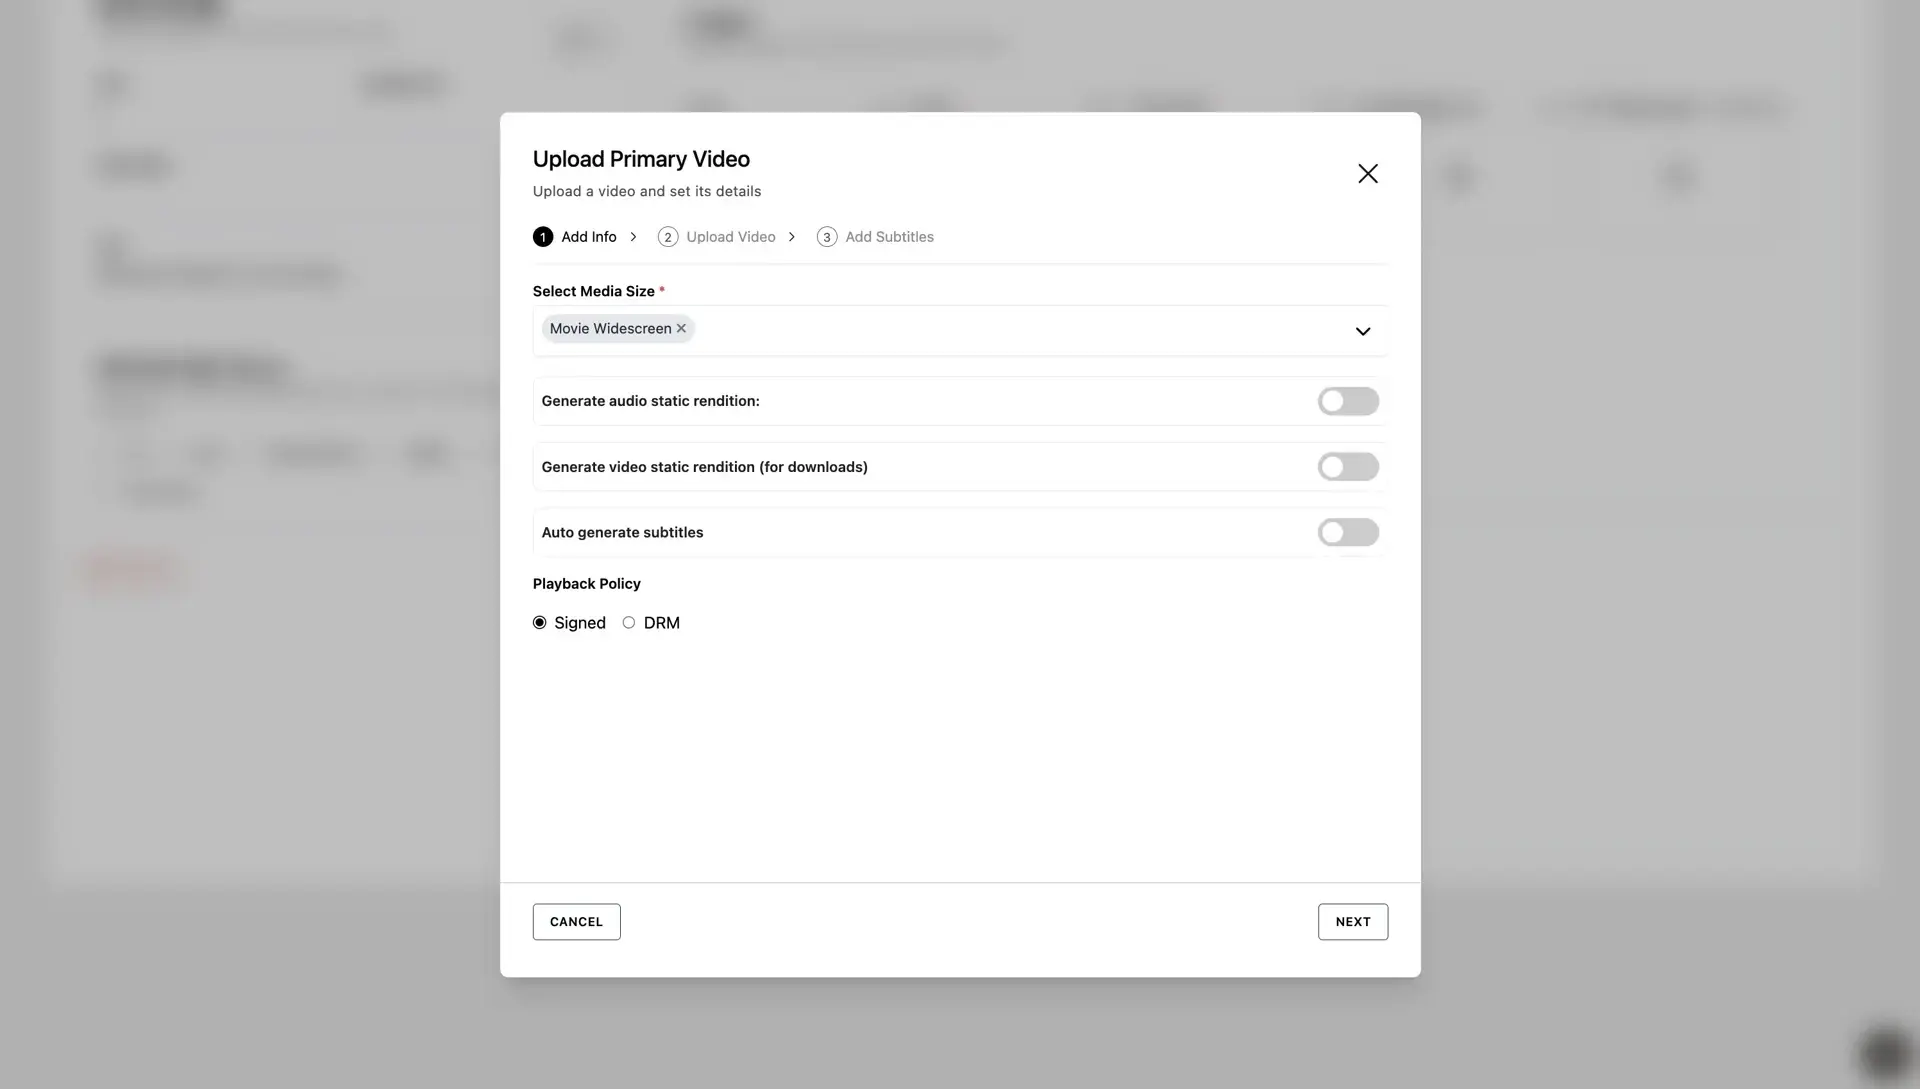 Upload Primary Video
Upload a video and set its details
1 Add Info > 2 Upload Video > 3 Add Subtitles
Select Media Size *
Movie Widescreen ×
Generate audio static rendition:
Generate video static rendition (for downloads)
Auto generate subtitles
Playback Policy
Signed DRM
CANCEL NEXT